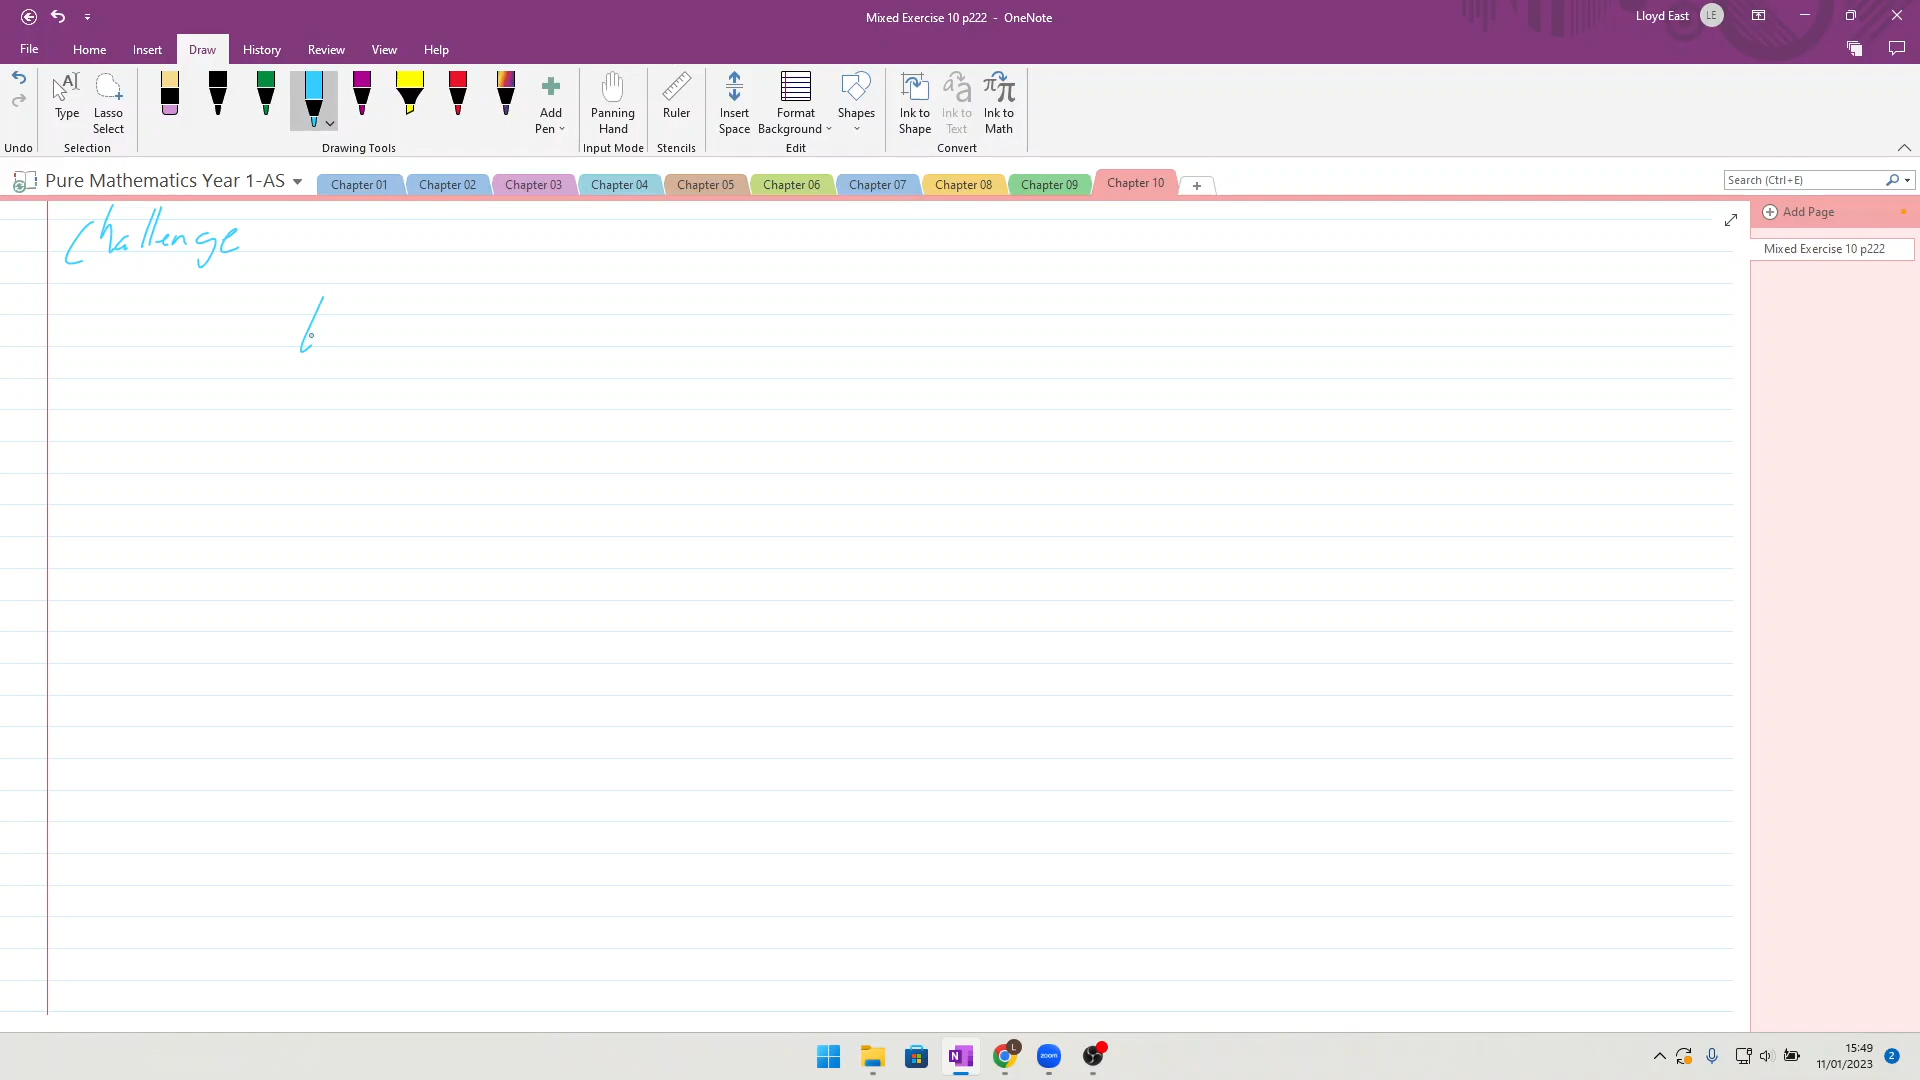 Mixed Exercise 10 p222 - OneNote
Lloyd East LE
File Home Insert Draw History Review View Help
Type
Lasso Select
Add Pen
Panning Hand
Ruler
Insert Space
Format Background
Shapes
Ink to Shape
Ink to Text
Ink to Math
Undo Selection Drawing Tools Input Mode Stencils Edit Convert
Pure Mathematics Year 1-AS Chapter 01 Chapter 02 Chapter 03 Chapter 04 Chapter 05 Chapter 06 Chapter 07 Chapter 08 Chapter 09 Chapter 10 Search (Ctrl+E)
Add Page
Mixed Exercise 10 p222
Challenge
L zoom
15:49
11/01/2023 2